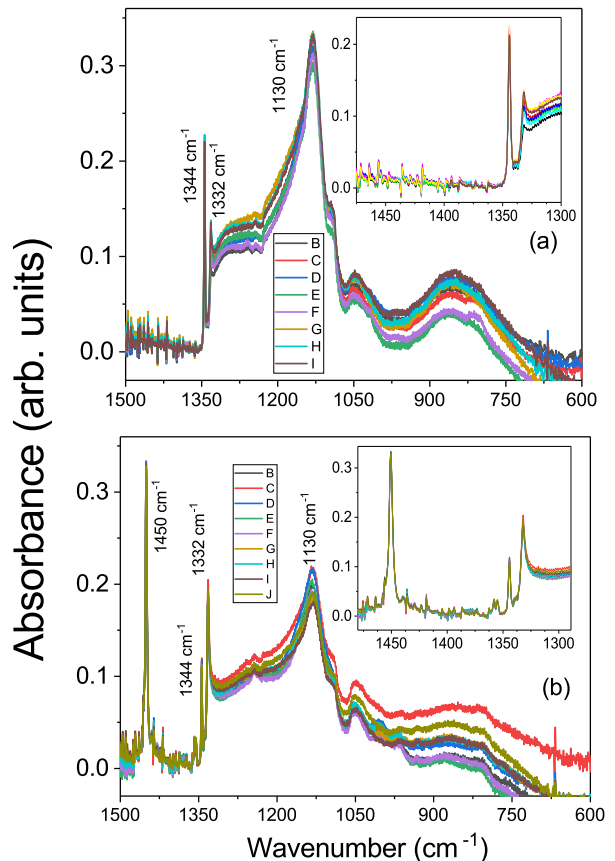 Absorbance (arb. units)
0.3
0.2
0.1
0.0
1500
1350
1200
1050
900
750
600
1344 cm⁻¹
1332 cm⁻¹
1130 cm⁻¹
B
C
D
E
F
G
H
I
0.2
0.1
0.0
1450
1400
1350
1300
(a)
0.3
0.2
0.1
0.0
1500
1350
1200
1050
900
750
600
1450 cm⁻¹
1344 cm⁻¹
1332 cm⁻¹
1130 cm⁻¹
B
C
D
E
F
G
H
I
J
0.3
0.2
0.1
0.0
1450
1400
1350
1300
(b)
Wavenumber (cm⁻¹)